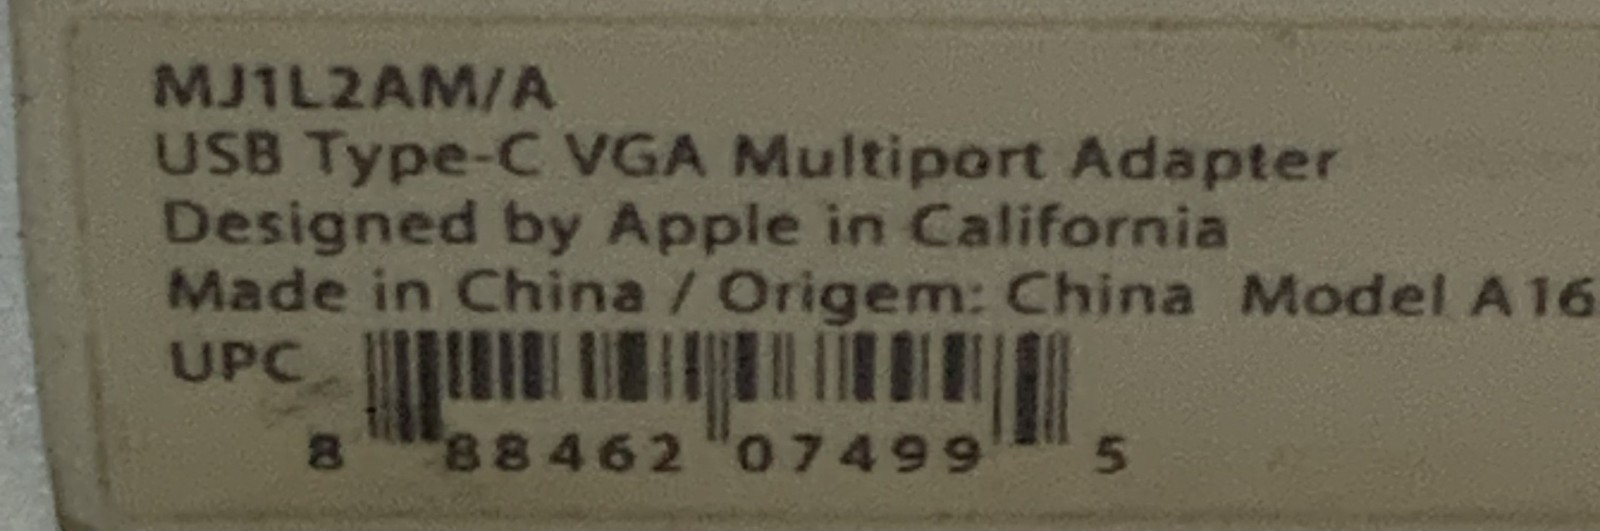 MJ1L2AM/A
USB Type-C VGA Multiport Adapter
Designed by Apple in California
Made in China / Origem: China Model A16
UPC
8 88462 07499 5